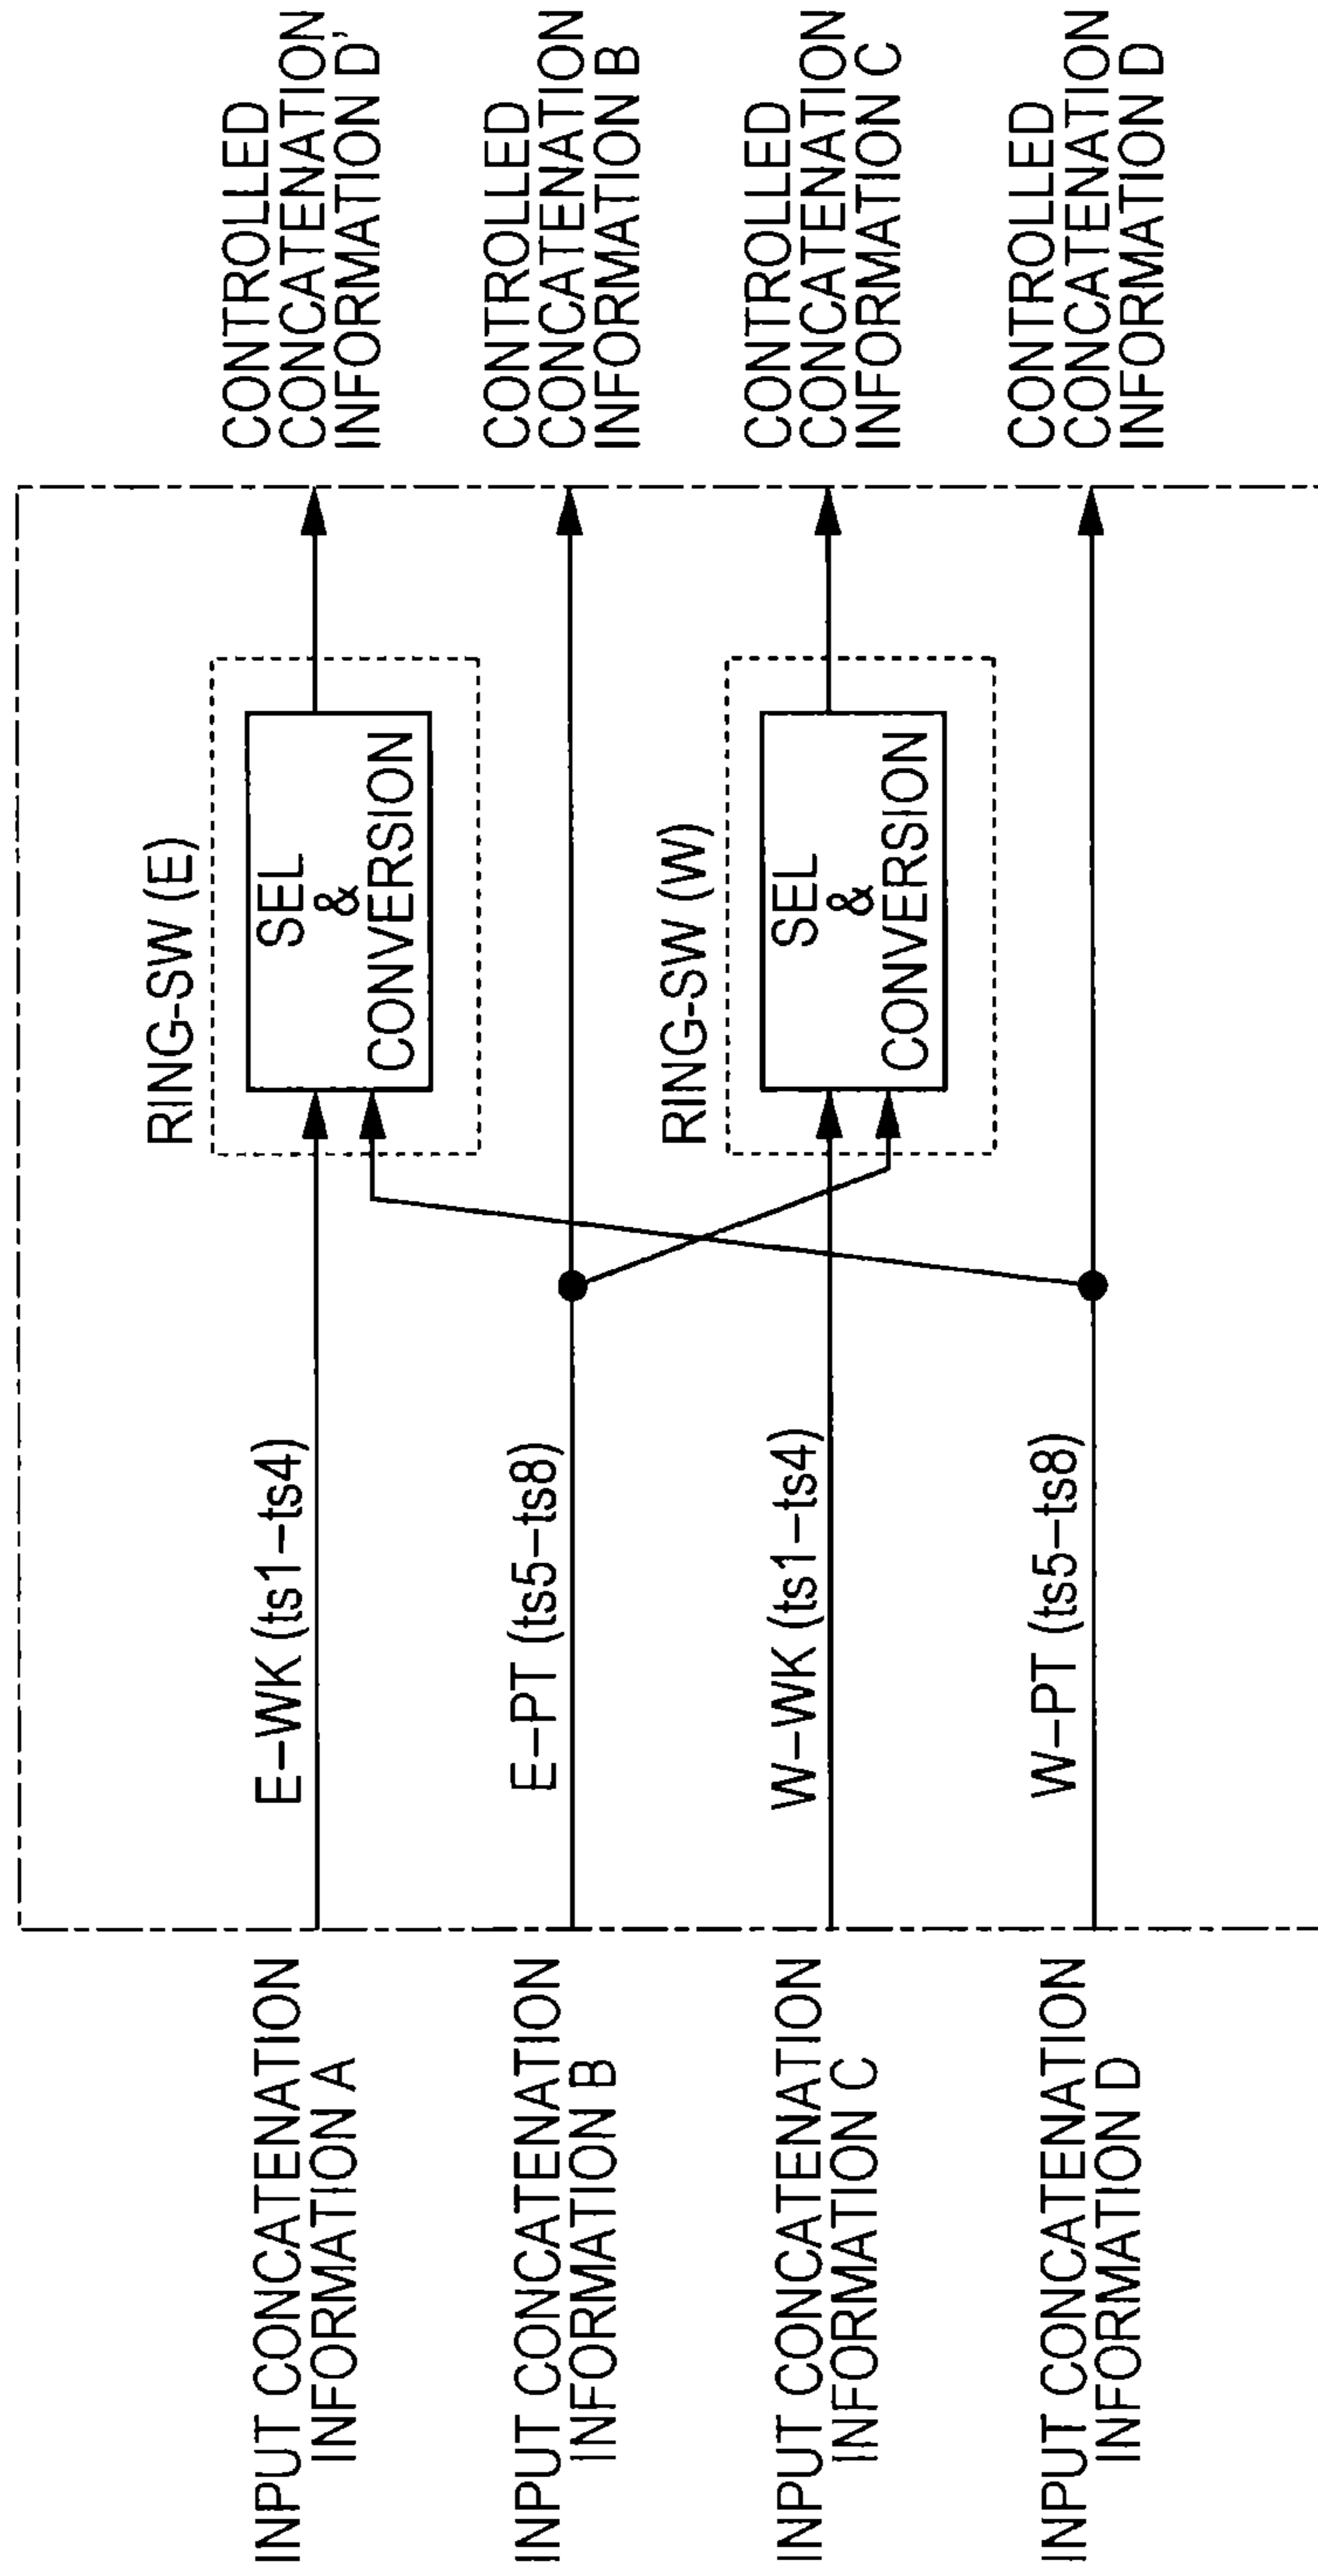 INPUT CONCATENATION
INFORMATION A
E–WK (ts1–ts4)
RING-SW (E)
SEL
&
CONVERSION
CONTROLLED
CONCATENATION
INFORMATION D'
INPUT CONCATENATION
INFORMATION B
E–PT (ts5–ts8)
CONTROLLED
CONCATENATION
INFORMATION B
INPUT CONCATENATION
INFORMATION C
W–WK (ts1–ts4)
RING-SW (W)
SEL
&
CONVERSION
CONTROLLED
CONCATENATION
INFORMATION C
INPUT CONCATENATION
INFORMATION D
W–PT (ts5–ts8)
CONTROLLED
CONCATENATION
INFORMATION D